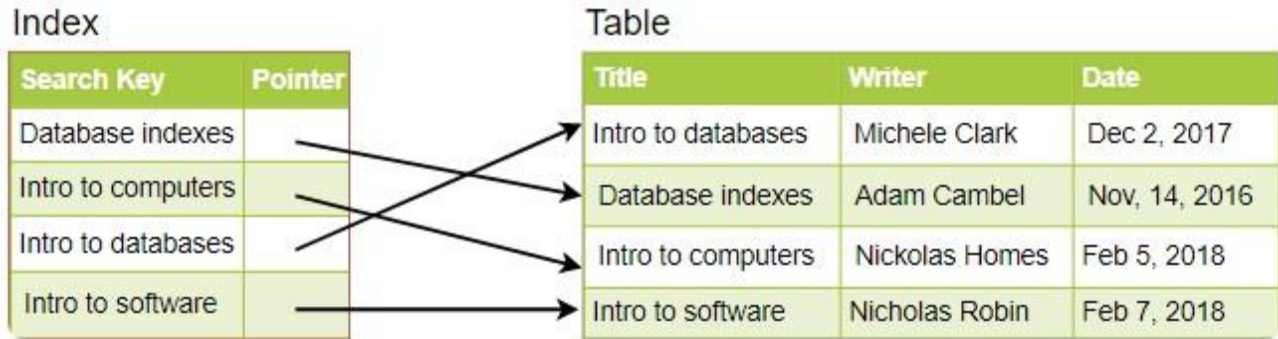 Index
Search Key Pointer
Database indexes
Intro to computers
Intro to databases
Intro to software
Table
Title Writer Date
Intro to databases Michele Clark Dec 2, 2017
Database indexes Adam Cambel Nov, 14, 2016
Intro to computers Nickolas Homes Feb 5, 2018
Intro to software Nicholas Robin Feb 7, 2018